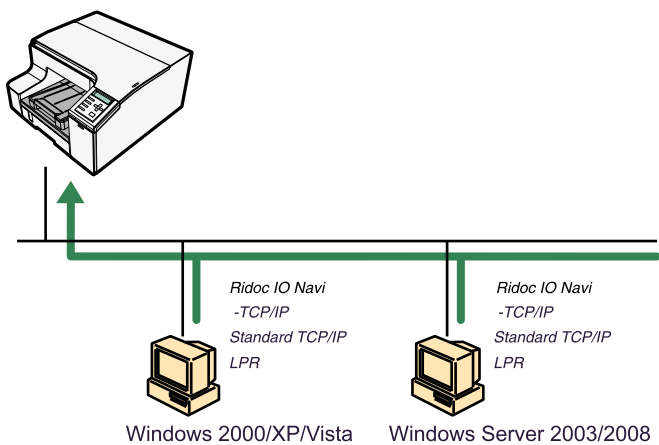 Ridoc IO Navi
-TCP/IP
Standard TCP/IP
LPR
Windows 2000/XP/Vista
Ridoc IO Navi
-TCP/IP
Standard TCP/IP
LPR
Windows Server 2003/2008